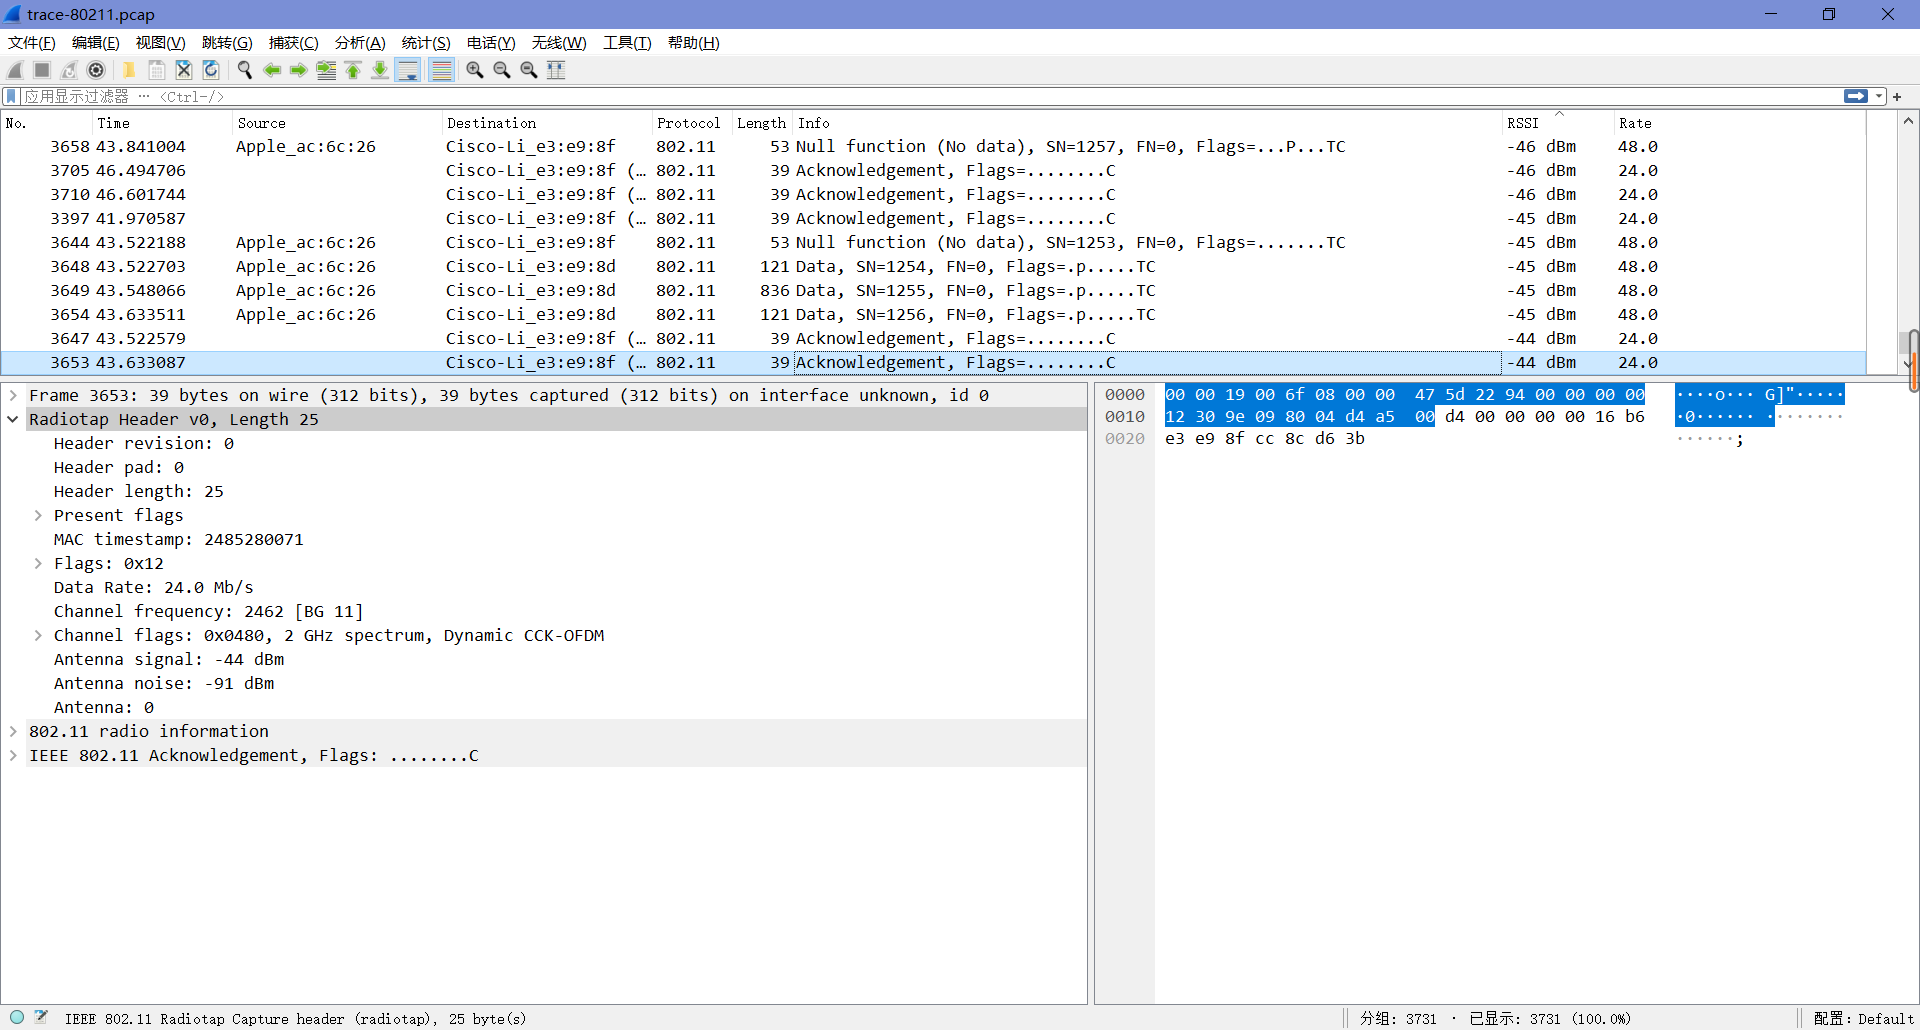 trace-80211.pcap
文件(F) 编辑(E) 视图(V) 跳转(G) 捕获(C) 分析(A) 统计(S) 电话(Y) 无线(W) 工具(T) 帮助(H)
应用显示过滤器 … <Ctrl-/>
No. Time Source Destination Protocol Length Info RSSI Rate
3658 43.841004 Apple_ac:6c:26 Cisco-Li_e3:e9:8f 802.11 53 Null function (No data), SN=1257, FN=0, Flags=...P...TC -46 dBm 48.0
3705 46.494706 Cisco-Li_e3:e9:8f (… 802.11 39 Acknowledgement, Flags=........C -46 dBm 24.0
3710 46.601744 Cisco-Li_e3:e9:8f (… 802.11 39 Acknowledgement, Flags=........C -46 dBm 24.0
3397 41.970587 Cisco-Li_e3:e9:8f (… 802.11 39 Acknowledgement, Flags=........C -45 dBm 24.0
3644 43.522188 Apple_ac:6c:26 Cisco-Li_e3:e9:8f 802.11 53 Null function (No data), SN=1253, FN=0, Flags=.......TC -45 dBm 48.0
3648 43.522703 Apple_ac:6c:26 Cisco-Li_e3:e9:8d 802.11 121 Data, SN=1254, FN=0, Flags=.p.....TC -45 dBm 48.0
3649 43.548066 Apple_ac:6c:26 Cisco-Li_e3:e9:8d 802.11 836 Data, SN=1255, FN=0, Flags=.p.....TC -45 dBm 48.0
3654 43.633511 Apple_ac:6c:26 Cisco-Li_e3:e9:8d 802.11 121 Data, SN=1256, FN=0, Flags=.p.....TC -45 dBm 48.0
3647 43.522579 Cisco-Li_e3:e9:8f (… 802.11 39 Acknowledgement, Flags=........C -44 dBm 24.0
3653 43.633087 Cisco-Li_e3:e9:8f (… 802.11 39 Acknowledgement, Flags=........C -44 dBm 24.0
Frame 3653: 39 bytes on wire (312 bits), 39 bytes captured (312 bits) on interface unknown, id 0
Radiotap Header v0, Length 25
Header revision: 0
Header pad: 0
Header length: 25
Present flags
MAC timestamp: 2485280071
Flags: 0x12
Data Rate: 24.0 Mb/s
Channel frequency: 2462 [BG 11]
Channel flags: 0x0480, 2 GHz spectrum, Dynamic CCK-OFDM
Antenna signal: -44 dBm
Antenna noise: -91 dBm
Antenna: 0
802.11 radio information
IEEE 802.11 Acknowledgement, Flags: ........C
0000 00 00 19 00 6f 08 00 00 47 5d 22 94 00 00 00 00 ····o··· G]"·····
0010 12 30 9e 09 80 04 d4 a5 00 d4 00 00 00 00 16 b6 ·0······ ········
0020 e3 e9 8f cc 8c d6 3b ······;
IEEE 802.11 Radiotap Capture header (radiotap), 25 byte(s)
分组: 3731 · 已显示: 3731 (100.0%)
配置: Default